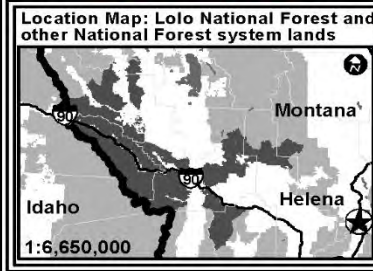 Location Map: Lolo National Forest and
other National Forest system lands
N
90
Montana
90
Helena
Idaho
1:6,650,000